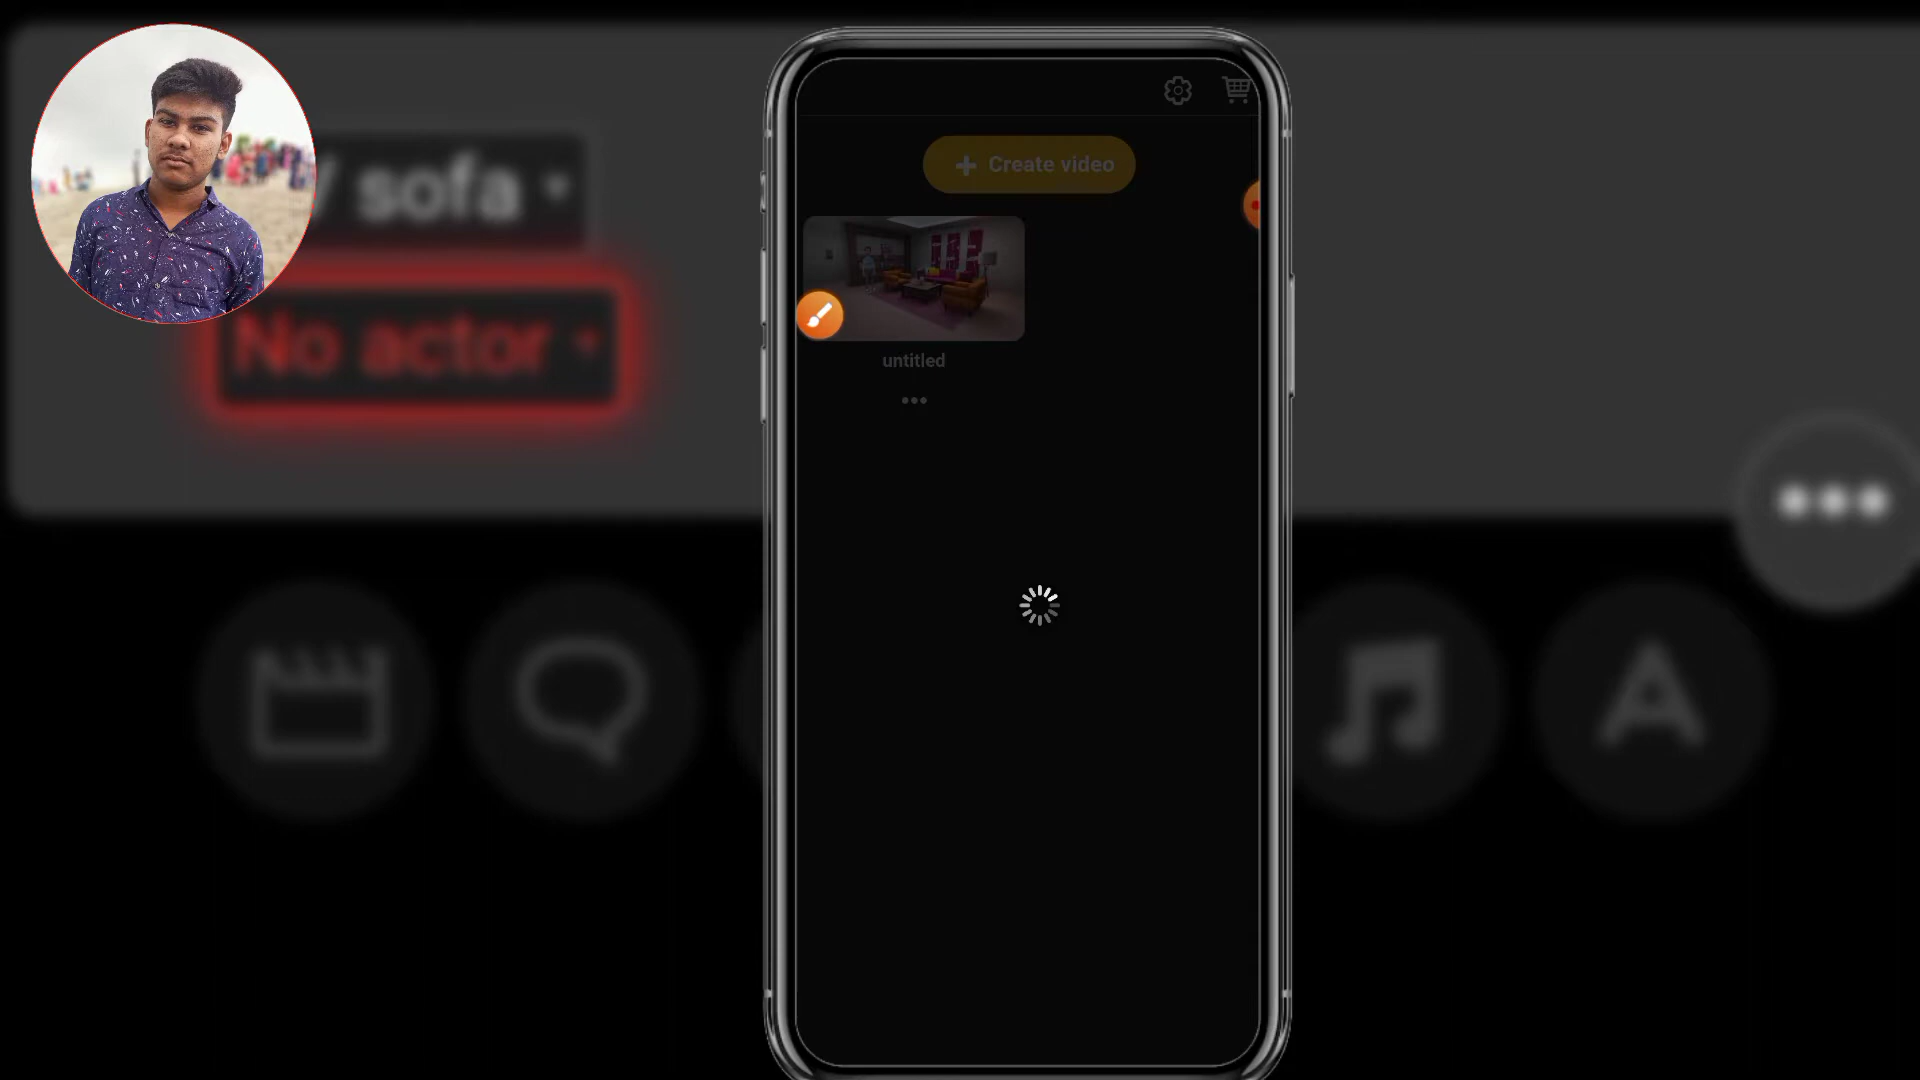 sofa
No actor
Create video
untitled
A